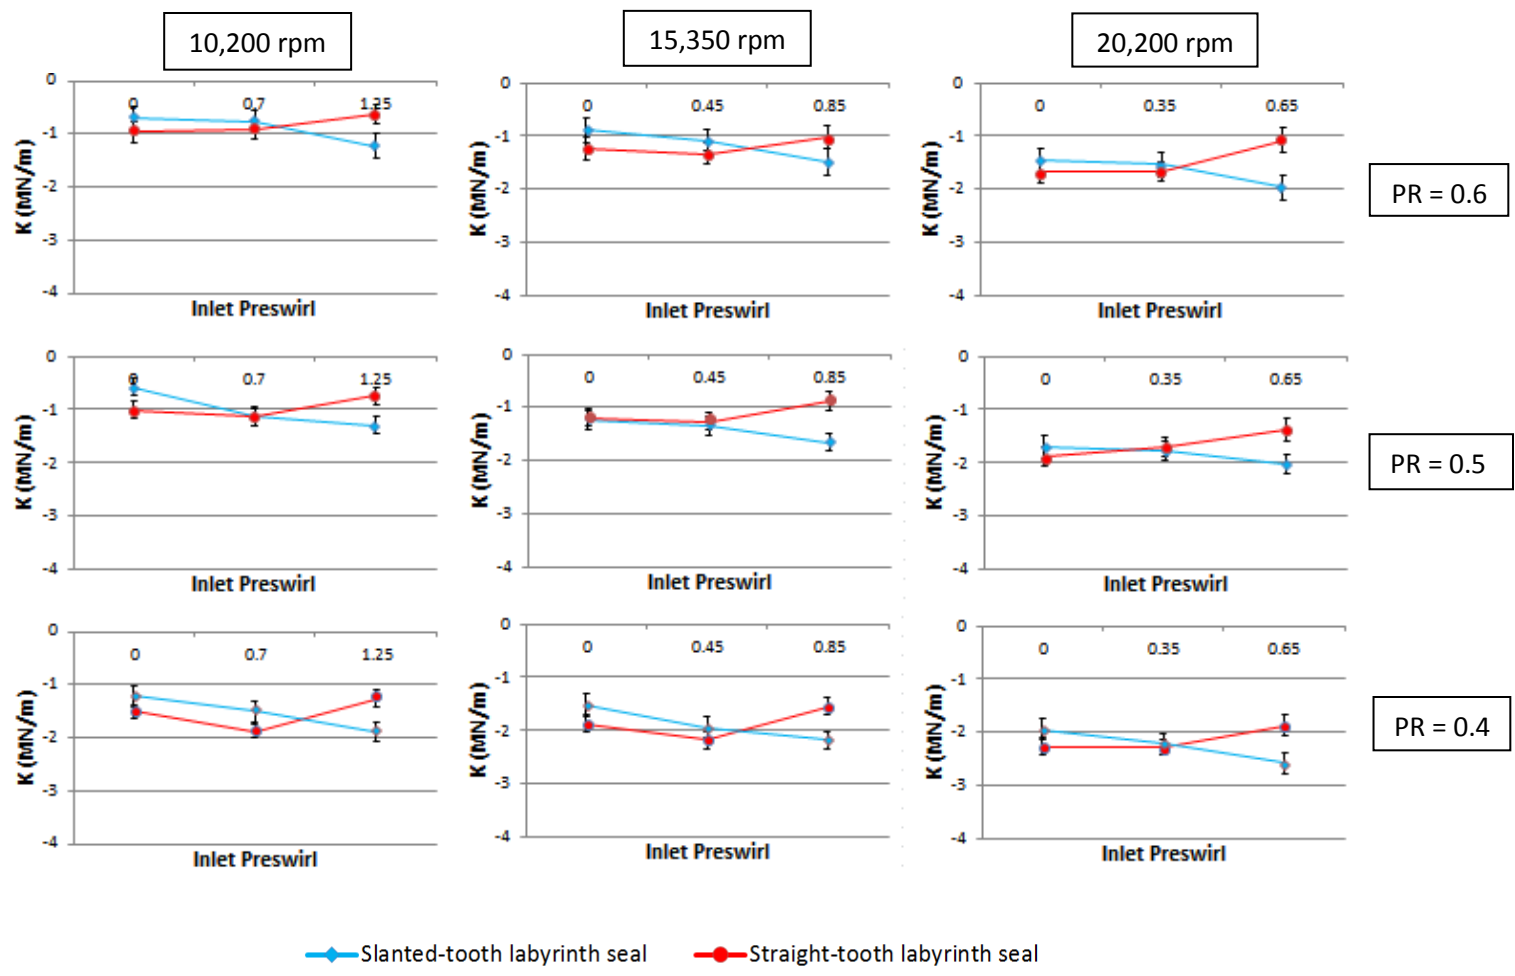 10,200 rpm
15,350 rpm
20,200 rpm
0
-1
-2
-3
-4
K (MN/m)
0 0.7 1.25
Inlet Preswirl
0
-1
-2
-3
-4
K (MN/m)
0 0.45 0.85
Inlet Preswirl
0
-1
-2
-3
-4
K (MN/m)
0 0.35 0.65
Inlet Preswirl
PR = 0.6
0
-1
-2
-3
-4
K (MN/m)
0 0.7 1.25
Inlet Preswirl
0
-1
-2
-3
-4
K (MN/m)
0 0.45 0.85
Inlet Preswirl
0
-1
-2
-3
-4
K (MN/m)
0 0.35 0.65
Inlet Preswirl
PR = 0.5
0
-1
-2
-3
-4
K (MN/m)
0 0.7 1.25
Inlet Preswirl
0
-1
-2
-3
-4
K (MN/m)
0 0.45 0.85
Inlet Preswirl
0
-1
-2
-3
-4
K (MN/m)
0 0.35 0.65
Inlet Preswirl
PR = 0.4
Slanted-tooth labyrinth seal
Straight-tooth labyrinth seal